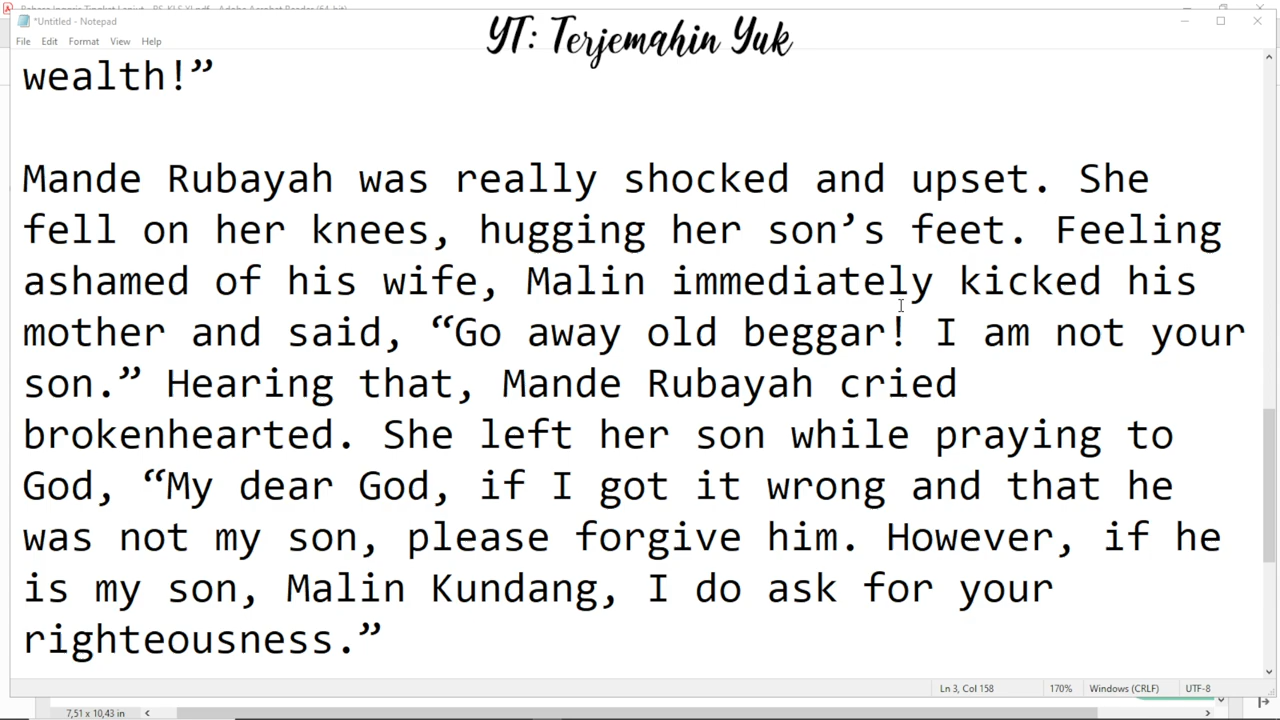 *Untitled - Notepad
YT: Terjemahin Yuk
File Edit Format View Help
wealth!”
Mande Rubayah was really shocked and upset. She
fell on her knees, hugging her son’s feet. Feeling
ashamed of his wife, Malin immediately kicked his
mother and said, “Go away old beggar! I am not your
son.” Hearing that, Mande Rubayah cried
brokenhearted. She left her son while praying to
God, “My dear God, if I got it wrong and that he
was not my son, please forgive him. However, if he
is my son, Malin Kundang, I do ask for your
righteousness.”
Ln 3, Col 158 170% Windows (CRLF) UTF-8
7,51 x 10,43 in